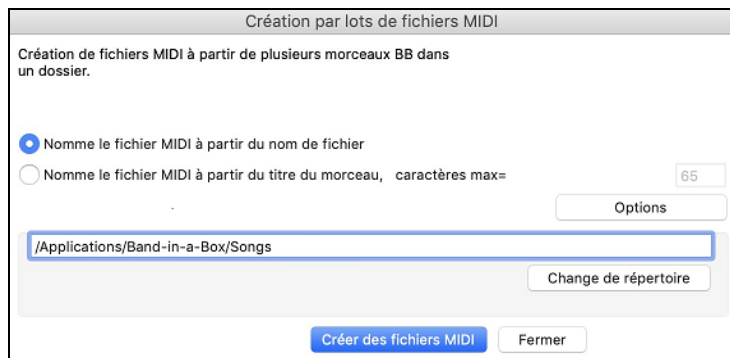 Création par lots de fichiers MIDI
Création de fichiers MIDI à partir de plusieurs morceaux BB dans
un dossier.
Nomme le fichier MIDI à partir du nom de fichier
Nomme le fichier MIDI à partir du titre du morceau, caractères max= 65
Options
/Applications/Band-in-a-Box/Songs
Change de répertoire
Créer des fichiers MIDI Fermer